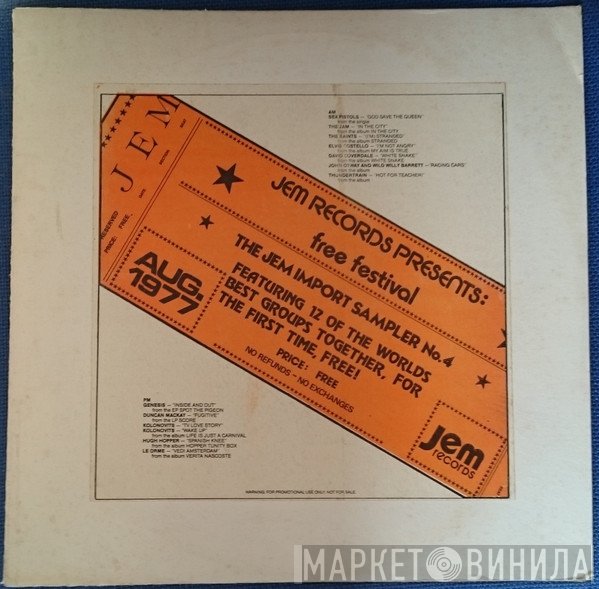 AM
SEX PISTOLS — "GOD SAVE THE QUEEN"
from the single
THE JAM — "IN THE CITY"
from the album IN THE CITY
THE SAINTS — "(I'M) STRANDED"
from the album STRANDED
ELVIS COSTELLO — "I'M NOT ANGRY"
from the album MY AIM IS TRUE
DAVID COVERDALE — "WHITE SNAKE"
from the album WHITE SNAKE
JOHN OTWAY AND WILD WILLY BARRETT — "RACING CARS"
from the album
THUNDERTRAIN — "HOT FOR TEACHER!"
from the album
JEM
RESERVED
PRICE: FREE
JEM RECORDS PRESENTS:
free festival
THE JEM IMPORT SAMPLER No.4
FEATURING 12 OF THE WORLDS
BEST GROUPS TOGETHER, FOR
THE FIRST TIME, FREE!
PRICE: FREE
NO REFUNDS — NO EXCHANGES
AUG.
1977
jem
records
PM
GENESIS — "INSIDE AND OUT"
from the EP SPOT THE PIGEON
DUNCAN MACKAY — "FUGITIVE"
from the LP SCORE
KOLONOVITS — "TV LOVE STORY"
KOLONOVITS — "WAKE UP"
from the album LIFE IS JUST A CARNIVAL
HUGH HOPPER — "SPANISH KNEE"
from the album HOPPER TUNITY BOX
LE ORME — "VEDI AMSTERDAM"
from the album VERITA NASCOSTE
WARNING: FOR PROMOTIONAL USE ONLY, NOT FOR SALE.
МАРКЕТ ВИНИЛА